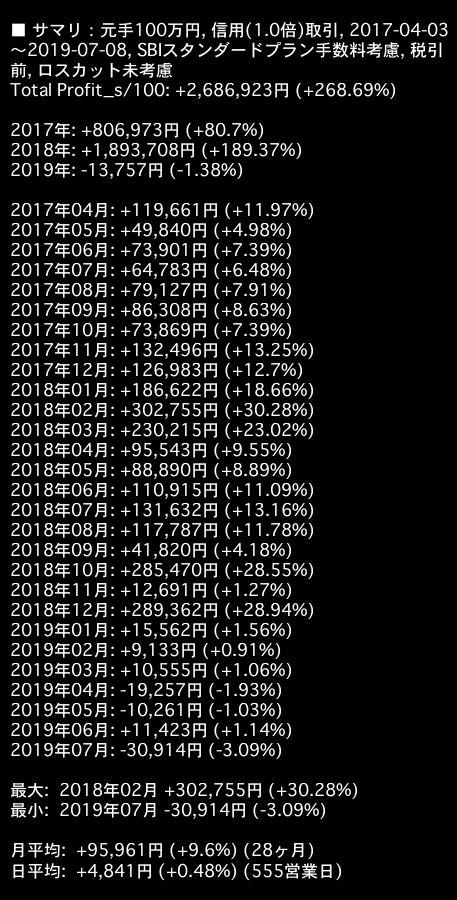 ■ サマリ：元手100万円, 信用(1.0倍)取引, 2017-04-03
～2019-07-08, SBIスタンダードプラン手数料考慮, 税引
前, ロスカット未考慮
Total Profit_s/100: +2,686,923円 (+268.69%)
2017年: +806,973円 (+80.7%)
2018年: +1,893,708円 (+189.37%)
2019年: -13,757円 (-1.38%)
2017年04月: +119,661円 (+11.97%)
2017年05月: +49,840円 (+4.98%)
2017年06月: +73,901円 (+7.39%)
2017年07月: +64,783円 (+6.48%)
2017年08月: +79,127円 (+7.91%)
2017年09月: +86,308円 (+8.63%)
2017年10月: +73,869円 (+7.39%)
2017年11月: +132,496円 (+13.25%)
2017年12月: +126,983円 (+12.7%)
2018年01月: +186,622円 (+18.66%)
2018年02月: +302,755円 (+30.28%)
2018年03月: +230,215円 (+23.02%)
2018年04月: +95,543円 (+9.55%)
2018年05月: +88,890円 (+8.89%)
2018年06月: +110,915円 (+11.09%)
2018年07月: +131,632円 (+13.16%)
2018年08月: +117,787円 (+11.78%)
2018年09月: +41,820円 (+4.18%)
2018年10月: +285,470円 (+28.55%)
2018年11月: +12,691円 (+1.27%)
2018年12月: +289,362円 (+28.94%)
2019年01月: +15,562円 (+1.56%)
2019年02月: +9,133円 (+0.91%)
2019年03月: +10,555円 (+1.06%)
2019年04月: -19,257円 (-1.93%)
2019年05月: -10,261円 (-1.03%)
2019年06月: +11,423円 (+1.14%)
2019年07月: -30,914円 (-3.09%)
最大: 2018年02月 +302,755円 (+30.28%)
最小: 2019年07月 -30,914円 (-3.09%)
月平均: +95,961円 (+9.6%) (28ヶ月)
日平均: +4,841円 (+0.48%) (555営業日)